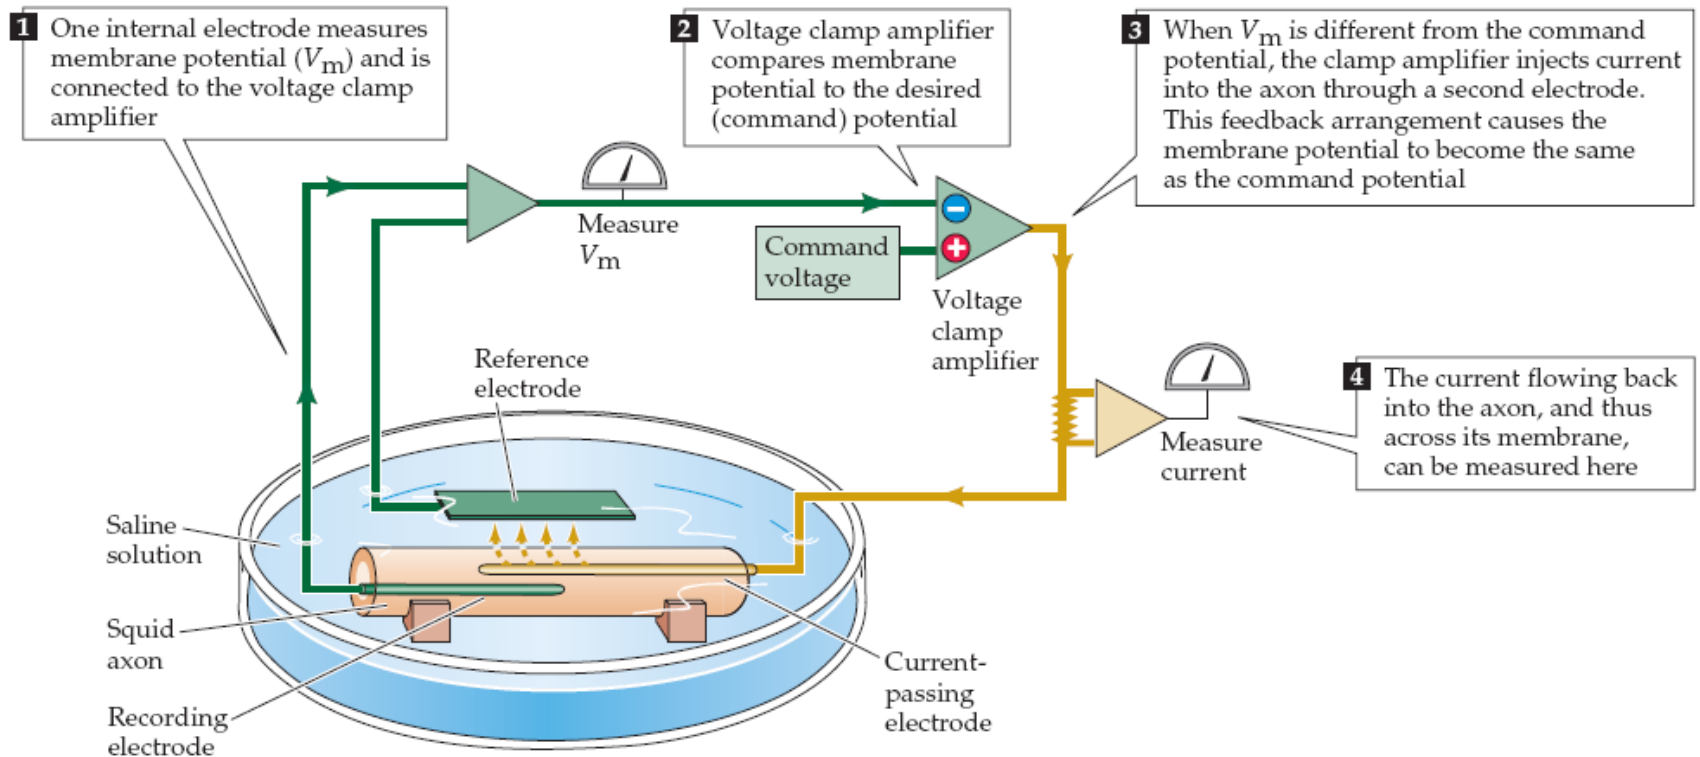 1 One internal electrode measures
membrane potential (Vm) and is
connected to the voltage clamp
amplifier
2 Voltage clamp amplifier
compares membrane
potential to the desired
(command) potential
3 When Vm is different from the command
potential, the clamp amplifier injects current
into the axon through a second electrode.
This feedback arrangement causes the
membrane potential to become the same
as the command potential
Measure
Vm
−
+
Command
voltage
Voltage
clamp
amplifier
Reference
electrode
Measure
current
4 The current flowing back
into the axon, and thus
across its membrane,
can be measured here
Saline
solution
Squid
axon
Recording
electrode
Current-
passing
electrode